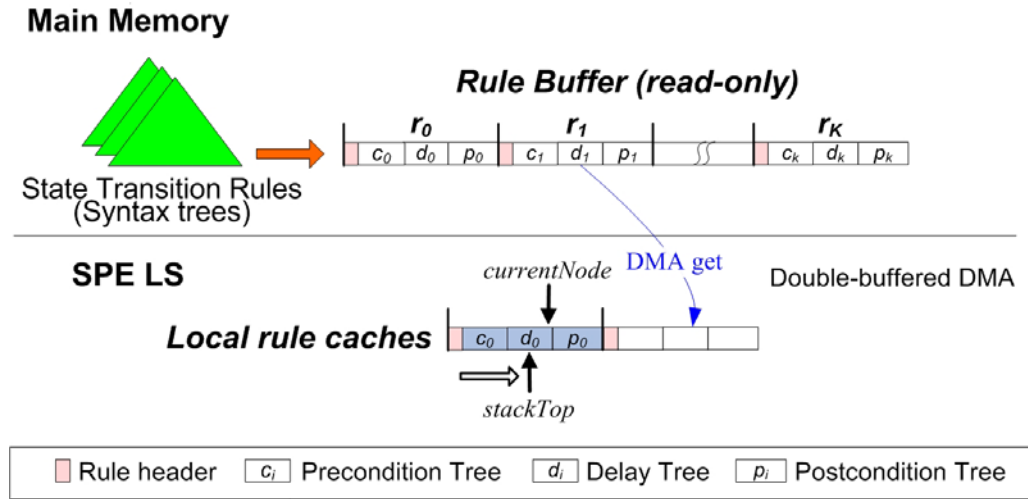 Main Memory
Rule Buffer (read-only)
r0 r1 rK
c0 d0 p0 c1 d1 p1 ck dk pk
State Transition Rules
(Syntax trees)
SPE LS
currentNode
DMA get
Double-buffered DMA
Local rule caches
c0 d0 p0
stackTop
Rule header
ci Precondition Tree
di Delay Tree
pi Postcondition Tree